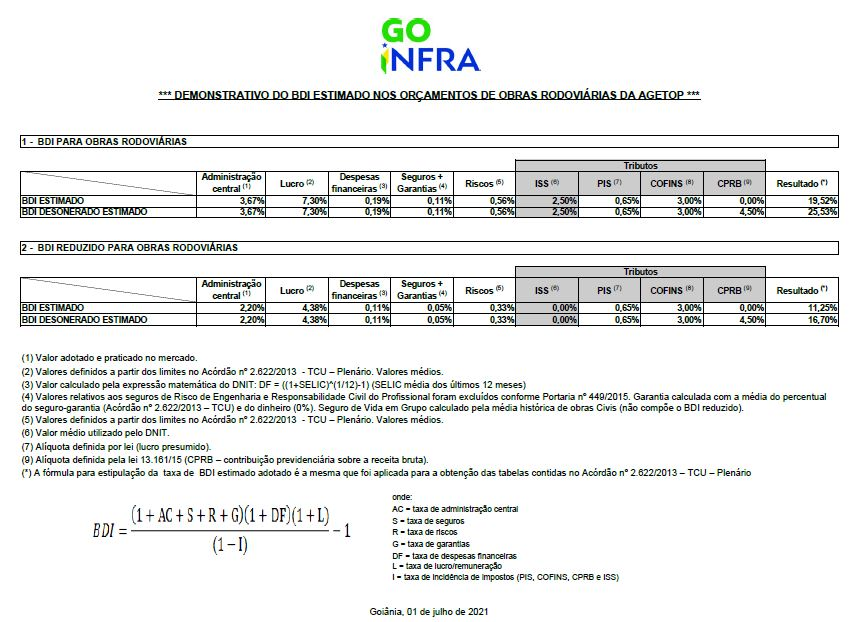 GO
iNFRA
*** DEMONSTRATIVO DO BDI ESTIMADO NOS ORÇAMENTOS DE OBRAS RODOVIÁRIAS DA AGETOP ***
1 - BDI PARA OBRAS RODOVIÁRIAS
Tributos
Administração central (1) Lucro (2) Despesas financeiras (3) Seguros + Garantias (4) Riscos (5) ISS (6) PIS (7) COFINS (8) CPRB (9) Resultado (*)
BDI ESTIMADO 3,67% 7,30% 0,19% 0,11% 0,56% 2,50% 0,65% 3,00% 0,00% 19,52%
BDI DESONERADO ESTIMADO 3,67% 7,30% 0,19% 0,11% 0,56% 2,50% 0,65% 3,00% 4,50% 25,53%
2 - BDI REDUZIDO PARA OBRAS RODOVIÁRIAS
Tributos
Administração central (1) Lucro (2) Despesas financeiras (3) Seguros + Garantias (4) Riscos (5) ISS (6) PIS (7) COFINS (8) CPRB (9) Resultado (*)
BDI ESTIMADO 2,20% 4,38% 0,11% 0,05% 0,33% 0,00% 0,65% 3,00% 0,00% 11,25%
BDI DESONERADO ESTIMADO 2,20% 4,38% 0,11% 0,05% 0,33% 0,00% 0,65% 3,00% 4,50% 16,70%
(1) Valor adotado e praticado no mercado.
(2) Valores definidos a partir dos limites no Acórdão nº 2.622/2013 - TCU – Plenário. Valores médios.
(3) Valor calculado pela expressão matemática do DNIT: DF = ((1+SELIC)^(1/12)-1) (SELIC média dos últimos 12 meses)
(4) Valores relativos aos seguros de Risco de Engenharia e Responsabilidade Civil do Profissional foram excluídos conforme Portaria nº 449/2015. Garantia calculada com a média do percentual
do seguro-garantia (Acórdão nº 2.622/2013 – TCU) e do dinheiro (0%). Seguro de Vida em Grupo calculado pela média histórica de obras Civis (não compõe o BDI reduzido).
(5) Valores definidos a partir dos limites no Acórdão nº 2.622/2013 - TCU – Plenário. Valores médios.
(6) Valor médio utilizado pelo DNIT.
(7) Alíquota definida por lei (lucro presumido).
(9) Alíquota definida pela lei 13.161/15 (CPRB – contribuição previdenciária sobre a receita bruta).
(*) A fórmula para estipulação da taxa de BDI estimado adotado é a mesma que foi aplicada para a obtenção das tabelas contidas no Acórdão nº 2.622/2013 – TCU – Plenário
BDI = (1 + AC + S + R + G)(1 + DF)(1 + L) / (1 – I) – 1
onde:
AC = taxa de administração central
S = taxa de seguros
R = taxa de riscos
G = taxa de garantias
DF = taxa de despesas financeiras
L = taxa de lucro/remuneração
I = taxa de incidência de impostos (PIS, COFINS, CPRB e ISS)
Goiânia, 01 de julho de 2021